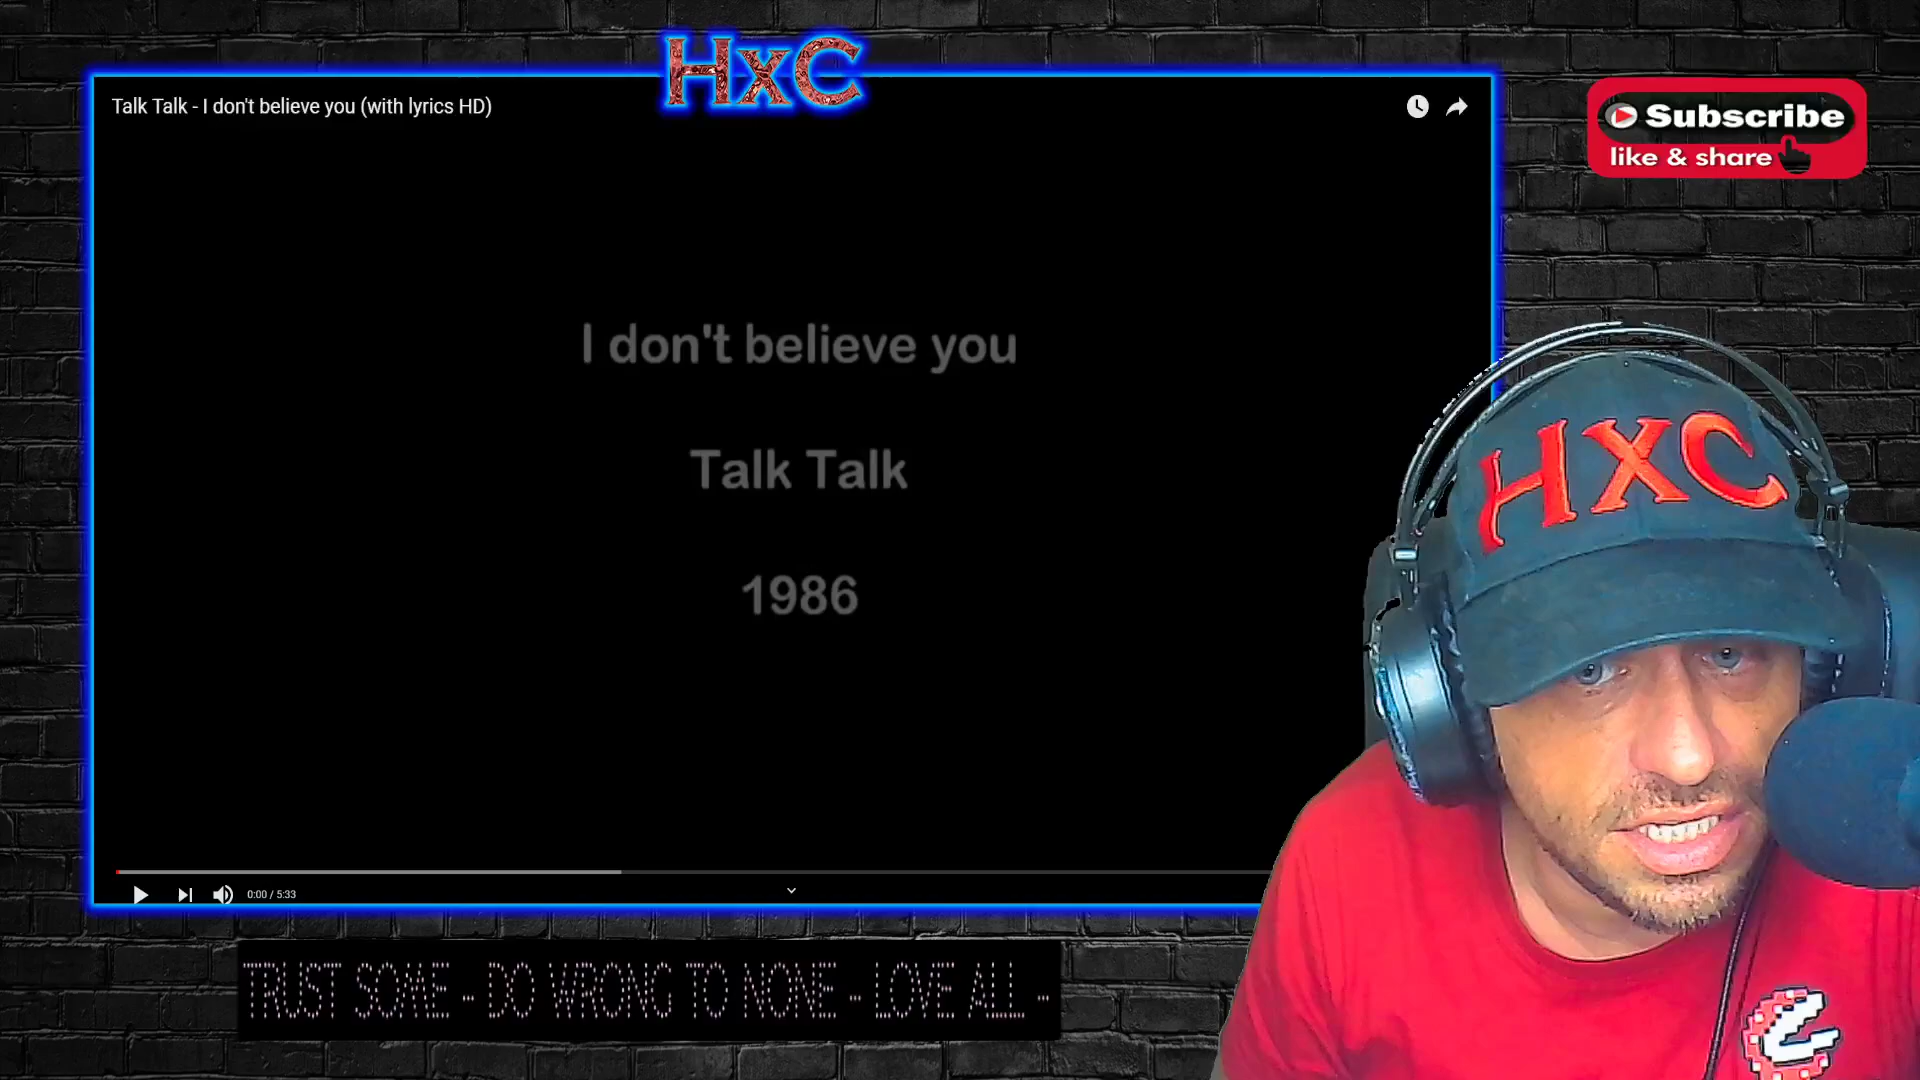 HxC
Talk Talk - I don't believe you (with lyrics HD)
Subscribe
like & share
I don't believe you
Talk Talk
1986
HxC
0:00 / 5:33
TRUST SOME - DO WRONG TO NONE - LOVE ALL -